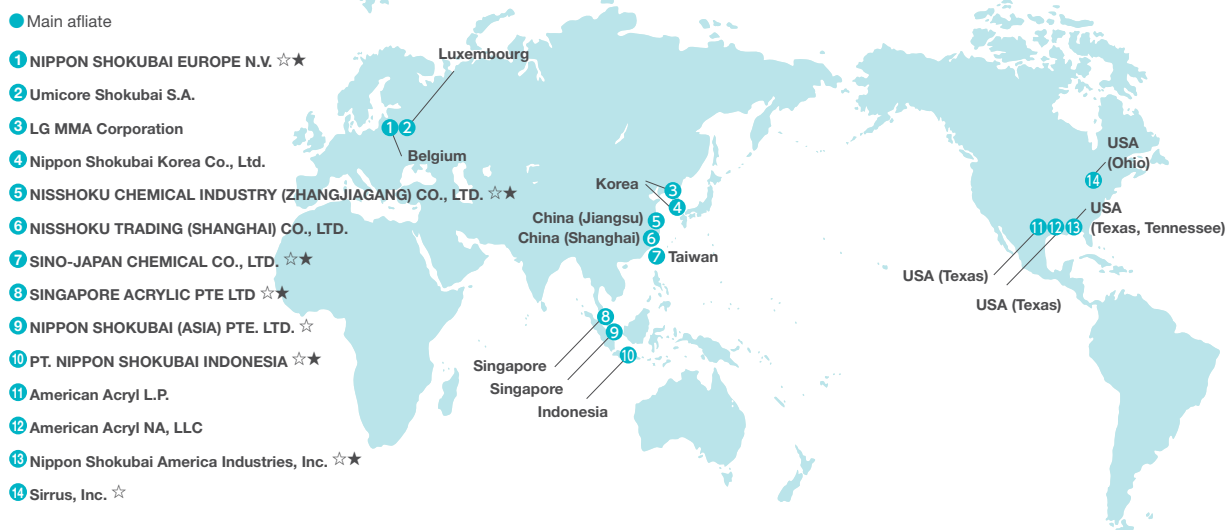 Main afliate
1 NIPPON SHOKUBAI EUROPE N.V. ☆★
2 Umicore Shokubai S.A.
3 LG MMA Corporation
4 Nippon Shokubai Korea Co., Ltd.
5 NISSHOKU CHEMICAL INDUSTRY (ZHANGJIAGANG) CO., LTD. ☆★
6 NISSHOKU TRADING (SHANGHAI) CO., LTD.
7 SINO-JAPAN CHEMICAL CO., LTD. ☆★
8 SINGAPORE ACRYLIC PTE LTD ☆★
9 NIPPON SHOKUBAI (ASIA) PTE. LTD. ☆
10 PT. NIPPON SHOKUBAI INDONESIA ☆★
11 American Acryl L.P.
12 American Acryl NA, LLC
13 Nippon Shokubai America Industries, Inc. ☆★
14 Sirrus, Inc. ☆
Luxembourg
1 2
Belgium
Korea
3
4
China (Jiangsu) 5
China (Shanghai) 6
7 Taiwan
8
9
10
Singapore
Singapore
Indonesia
USA
(Ohio)
14
USA
(Texas, Tennessee)
11 12 13
USA (Texas)
USA (Texas)